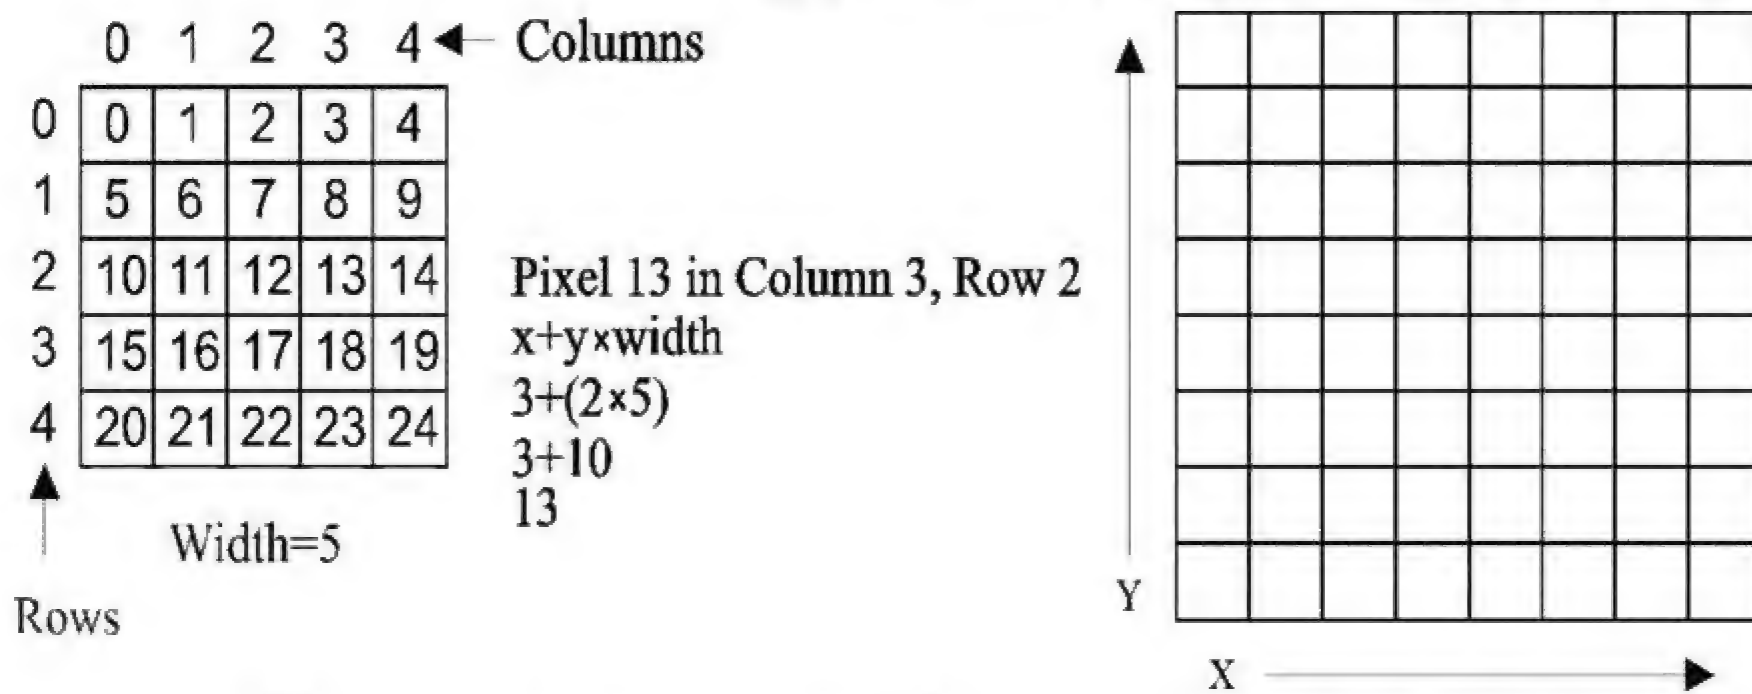 0 1 2 3 4 Columns
0 0 1 2 3 4
1 5 6 7 8 9
2 10 11 12 13 14
3 15 16 17 18 19
4 20 21 22 23 24
Width=5
Rows
Pixel 13 in Column 3, Row 2
x+y×width
3+(2×5)
3+10
13
Y
X